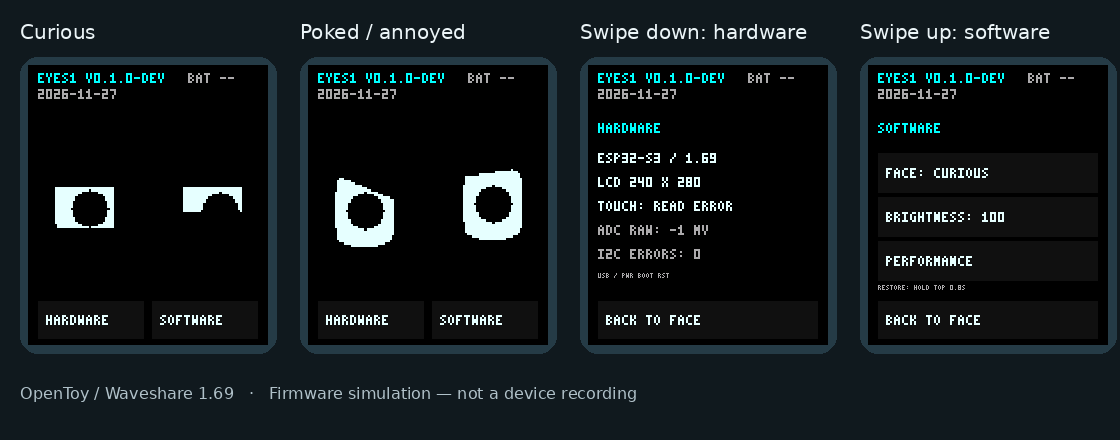 Curious
EYES1 V0.1.0-DEV BAT --
2026-11-27
HARDWARE SOFTWARE
Poked / annoyed
EYES1 V0.1.0-DEV BAT --
2026-11-27
HARDWARE SOFTWARE
Swipe down: hardware
EYES1 V0.1.0-DEV BAT --
2026-11-27
HARDWARE
ESP32-S3 / 1.69
LCD 240 X 280
TOUCH: READ ERROR
ADC RAW: -1 MV
I2C ERRORS: 0
USB / PWR BOOT RST
BACK TO FACE
Swipe up: software
EYES1 V0.1.0-DEV BAT --
2026-11-27
SOFTWARE
FACE: CURIOUS
BRIGHTNESS: 100
PERFORMANCE
RESTORE: HOLD TOP 0.8S
BACK TO FACE
OpenToy / Waveshare 1.69 · Firmware simulation — not a device recording